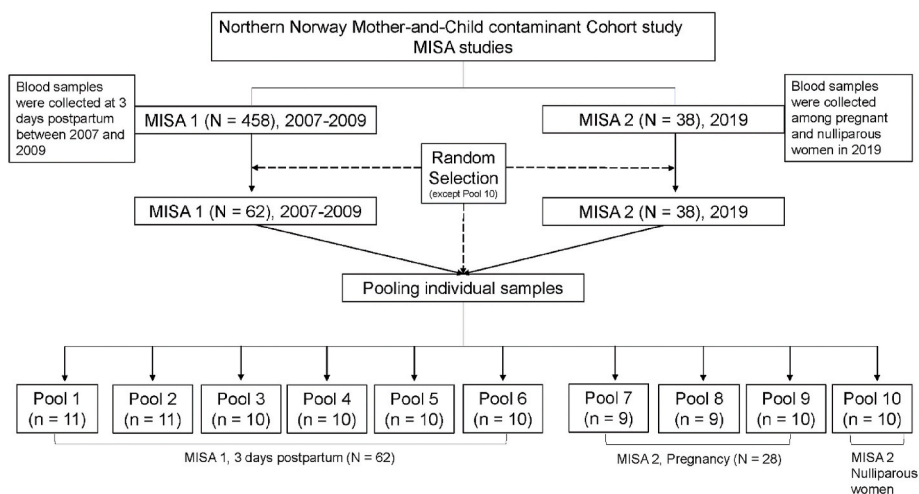 Northern Norway Mother-and-Child contaminant Cohort study
MISA studies
Blood samples
were collected at 3
days postpartum
between 2007 and
2009
MISA 1 (N = 458), 2007-2009
MISA 2 (N = 38), 2019
Blood samples
were collected
among pregnant
and nulliparous
women in 2019
Random
Selection
(except Pool 10)
MISA 1 (N = 62), 2007-2009
MISA 2 (N = 38), 2019
Pooling individual samples
Pool 1
(n = 11)
Pool 2
(n = 11)
Pool 3
(n = 10)
Pool 4
(n = 10)
Pool 5
(n = 10)
Pool 6
(n = 10)
Pool 7
(n = 9)
Pool 8
(n = 9)
Pool 9
(n = 10)
Pool 10
(n = 10)
MISA 1, 3 days postpartum (N = 62)
MISA 2, Pregnancy (N = 28)
MISA 2
Nulliparous
women